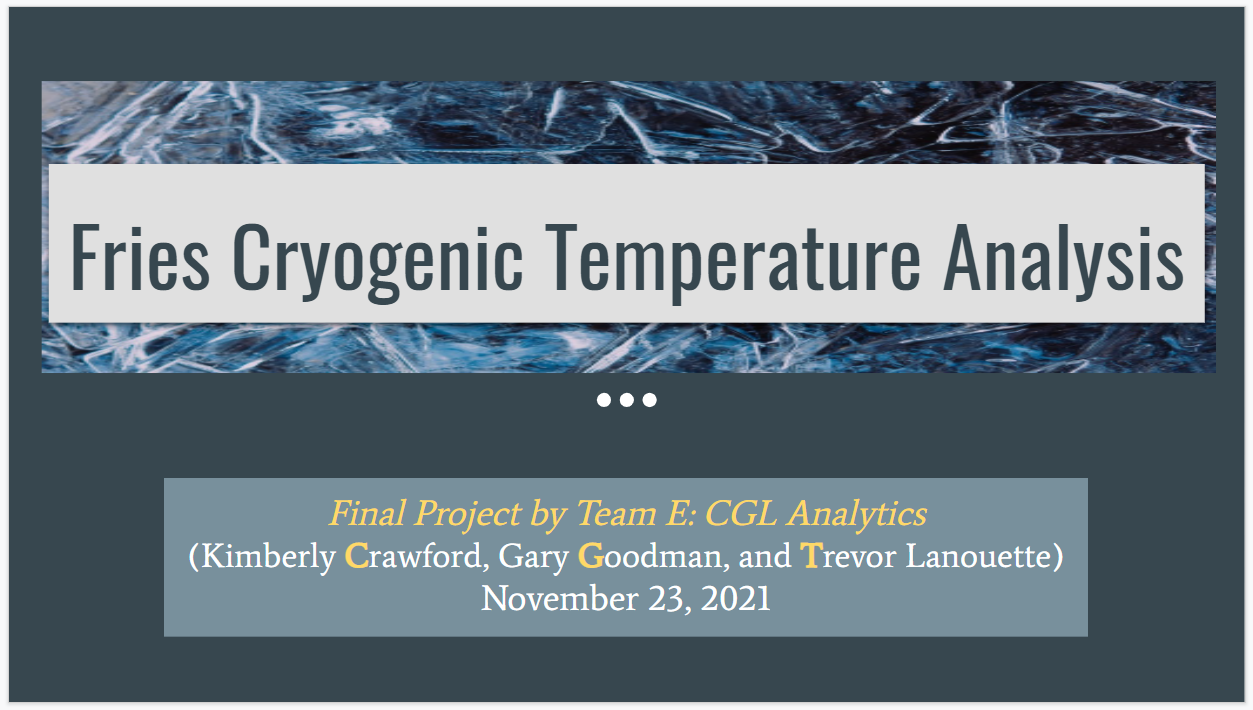 Fries Cryogenic Temperature Analysis
Final Project by Team E: CGL Analytics
(Kimberly Crawford, Gary Goodman, and Trevor Lanouette)
November 23, 2021